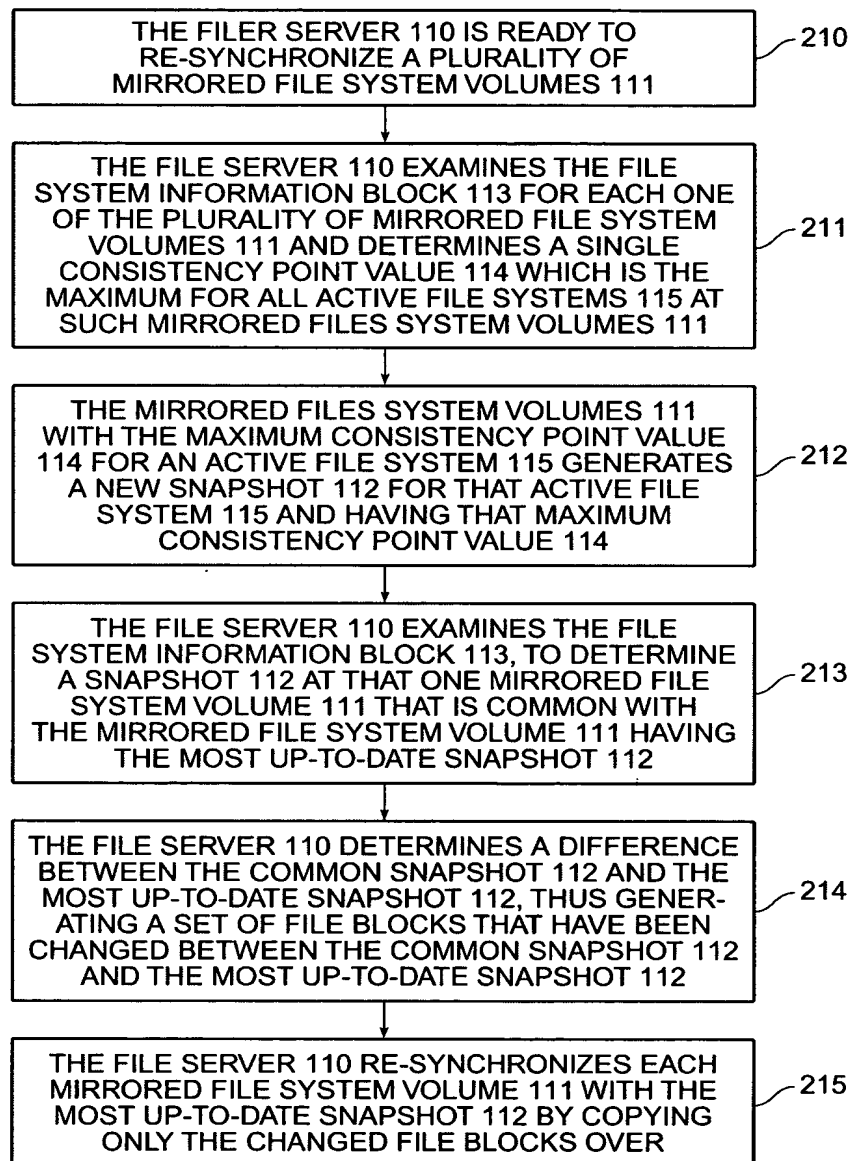 THE FILER SERVER 110 IS READY TO
RE-SYNCHRONIZE A PLURALITY OF
MIRRORED FILE SYSTEM VOLUMES 111
210
THE FILE SERVER 110 EXAMINES THE FILE
SYSTEM INFORMATION BLOCK 113 FOR EACH ONE
OF THE PLURALITY OF MIRRORED FILE SYSTEM
VOLUMES 111 AND DETERMINES A SINGLE
CONSISTENCY POINT VALUE 114 WHICH IS THE
MAXIMUM FOR ALL ACTIVE FILE SYSTEMS 115 AT
SUCH MIRRORED FILES SYSTEM VOLUMES 111
211
THE MIRRORED FILES SYSTEM VOLUMES 111
WITH THE MAXIMUM CONSISTENCY POINT VALUE
114 FOR AN ACTIVE FILE SYSTEM 115 GENERATES
A NEW SNAPSHOT 112 FOR THAT ACTIVE FILE
SYSTEM 115 AND HAVING THAT MAXIMUM
CONSISTENCY POINT VALUE 114
212
THE FILE SERVER 110 EXAMINES THE FILE
SYSTEM INFORMATION BLOCK 113, TO DETERMINE
A SNAPSHOT 112 AT THAT ONE MIRRORED FILE
SYSTEM VOLUME 111 THAT IS COMMON WITH
THE MIRRORED FILE SYSTEM VOLUME 111 HAVING
THE MOST UP-TO-DATE SNAPSHOT 112
213
THE FILE SERVER 110 DETERMINES A DIFFERENCE
BETWEEN THE COMMON SNAPSHOT 112 AND THE
MOST UP-TO-DATE SNAPSHOT 112, THUS GENER-
ATING A SET OF FILE BLOCKS THAT HAVE BEEN
CHANGED BETWEEN THE COMMON SNAPSHOT 112
AND THE MOST UP-TO-DATE SNAPSHOT 112
214
THE FILE SERVER 110 RE-SYNCHRONIZES EACH
MIRRORED FILE SYSTEM VOLUME 111 WITH THE
MOST UP-TO-DATE SNAPSHOT 112 BY COPYING
ONLY THE CHANGED FILE BLOCKS OVER
215